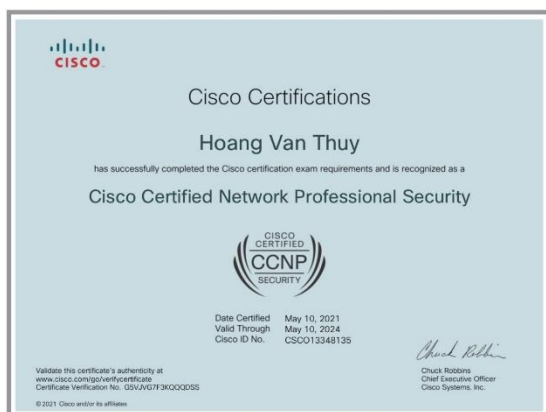 CISCO
Cisco Certifications
Hoang Van Thuy
has successfully completed the Cisco certification exam requirements and is recognized as a
Cisco Certified Network Professional Security
CISCO
CERTIFIED
CCNP
SECURITY
Date Certified May 10, 2021
Valid Through May 10, 2024
Cisco ID No. CSCO13348135
Chuck Robbins
Validate this certificate's authenticity at
www.cisco.com/go/verifycertificate
Certificate Verification No. G5VJVG7F3KQQQDSS
Chuck Robbins
Chief Executive Officer
Cisco Systems, Inc.
© 2021 Cisco and/or its affiliates